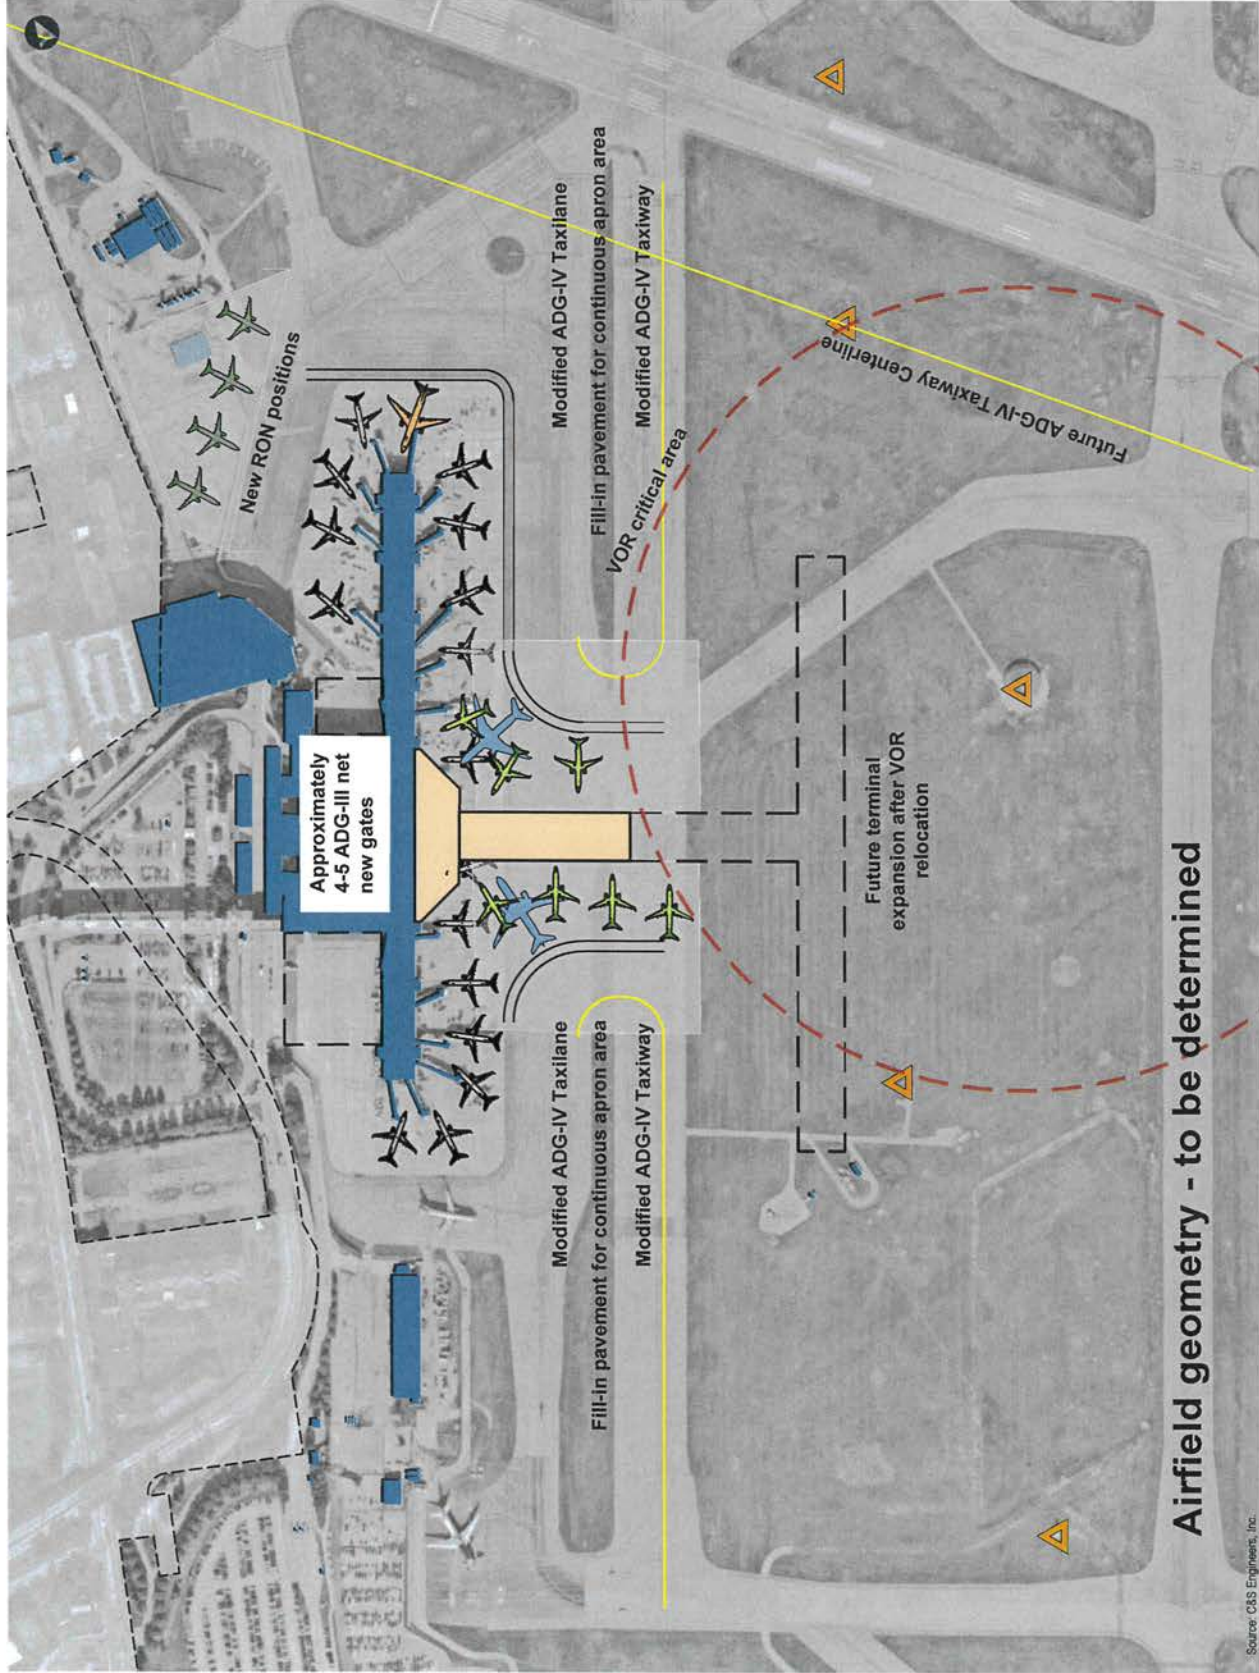 New RON positions
Approximately
4-5 ADG-III net
new gates
Modified ADG-IV Taxilane
Fill-in pavement for continuous apron area
Modified ADG-IV Taxiway
Modified ADG-IV Taxilane
Fill-in pavement for continuous apron area
Modified ADG-IV Taxiway
VOR critical area
Future ADG-IV Taxiway Centerline
Future terminal
expansion after VOR
relocation
Airfield geometry - to be determined
Source: C&S Engineers, Inc.